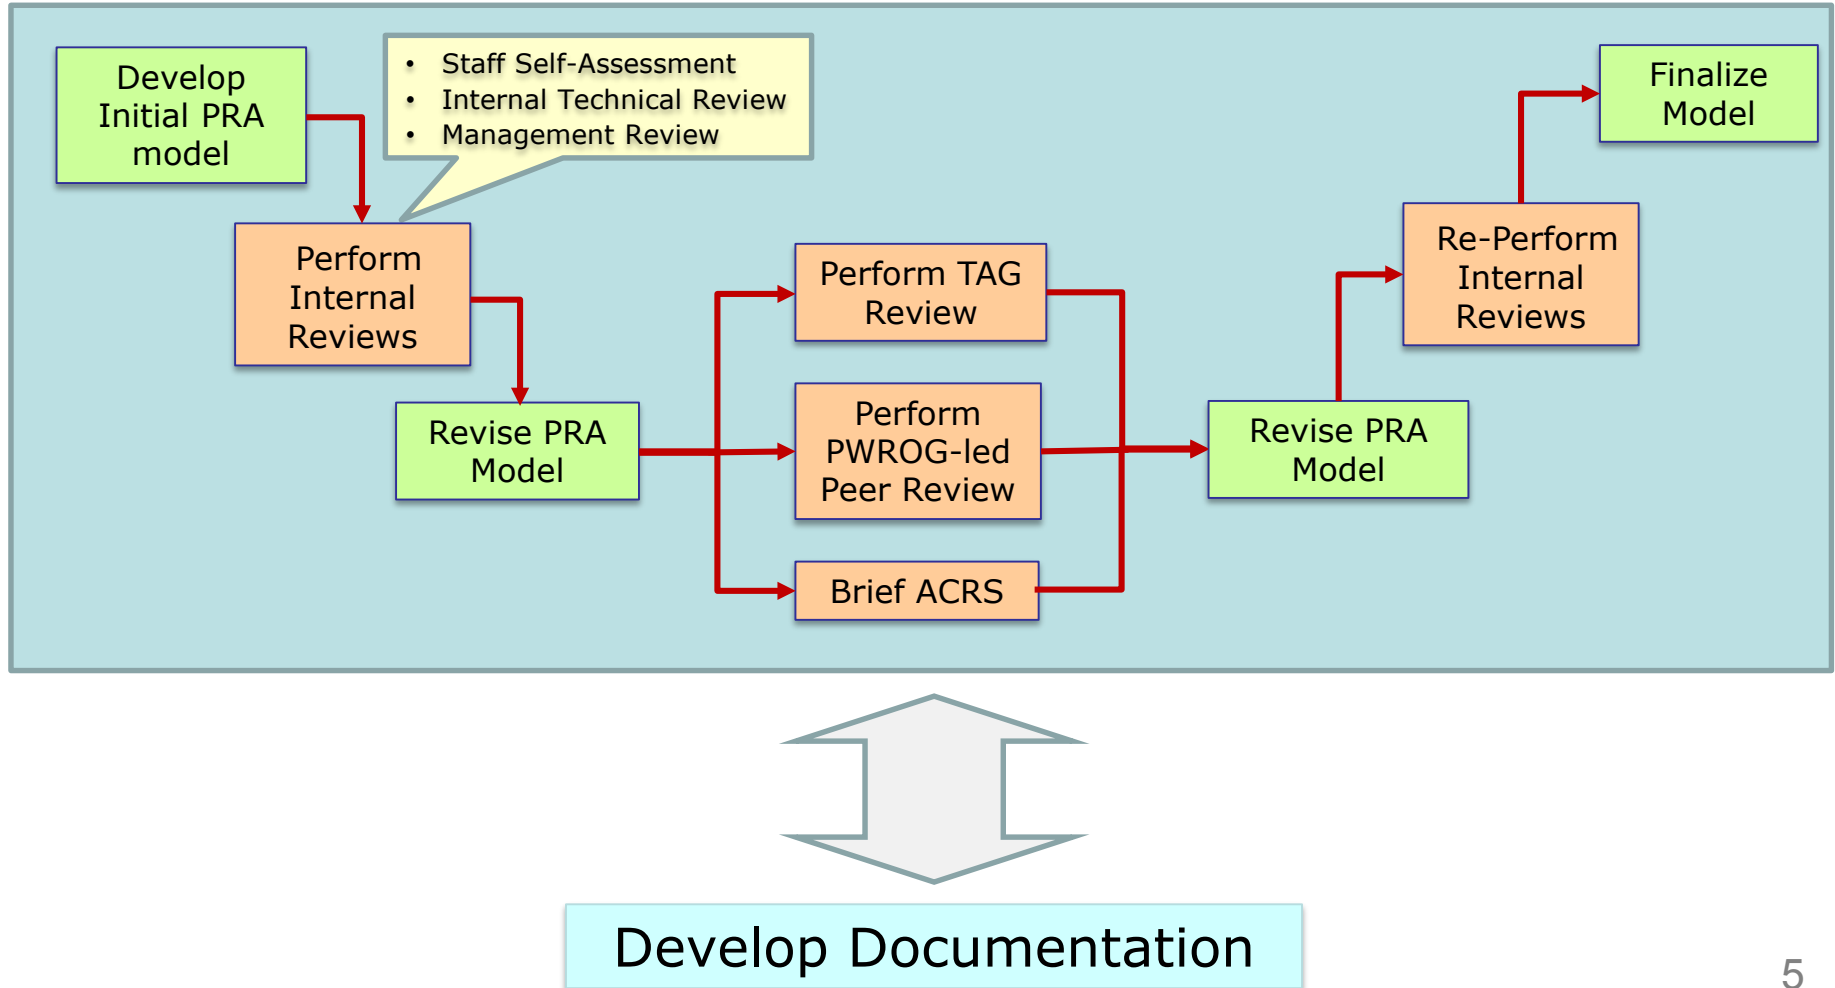 Develop
Initial PRA
model
• Staff Self-Assessment
• Internal Technical Review
• Management Review
Perform
Internal
Reviews
Revise PRA
Model
Perform TAG
Review
Perform
PWROG-led
Peer Review
Brief ACRS
Revise PRA
Model
Re-Perform
Internal
Reviews
Finalize
Model
Develop Documentation
5